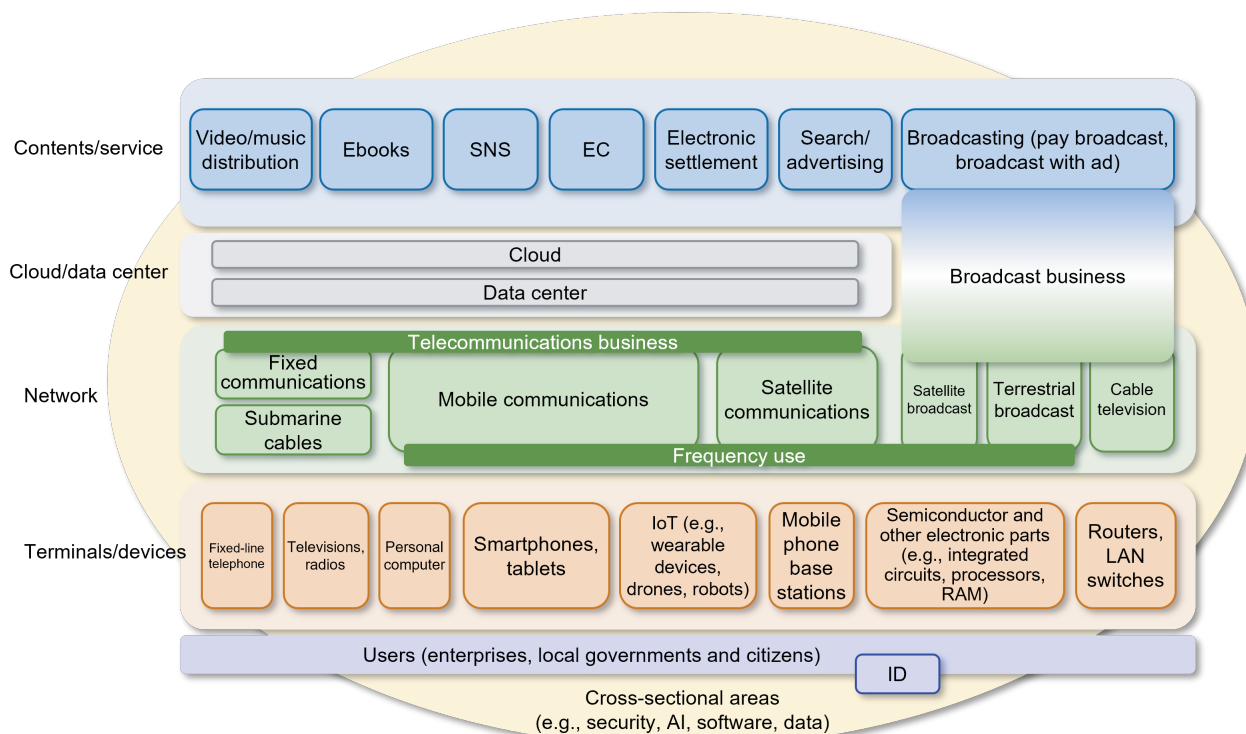 Contents/service
Video/music
distribution
Ebooks
SNS
EC
Electronic
settlement
Search/
advertising
Broadcasting (pay broadcast,
broadcast with ad)
Cloud/data center
Cloud
Data center
Broadcast business
Network
Telecommunications business
Fixed
communications
Submarine
cables
Mobile communications
Satellite
communications
Satellite
broadcast
Terrestrial
broadcast
Cable
television
Frequency use
Terminals/devices
Fixed-line
telephone
Televisions,
radios
Personal
computer
Smartphones,
tablets
IoT (e.g.,
wearable
devices,
drones, robots)
Mobile
phone
base
stations
Semiconductor and
other electronic parts
(e.g., integrated
circuits, processors,
RAM)
Routers,
LAN
switches
Users (enterprises, local governments and citizens)
ID
Cross-sectional areas
(e.g., security, AI, software, data)